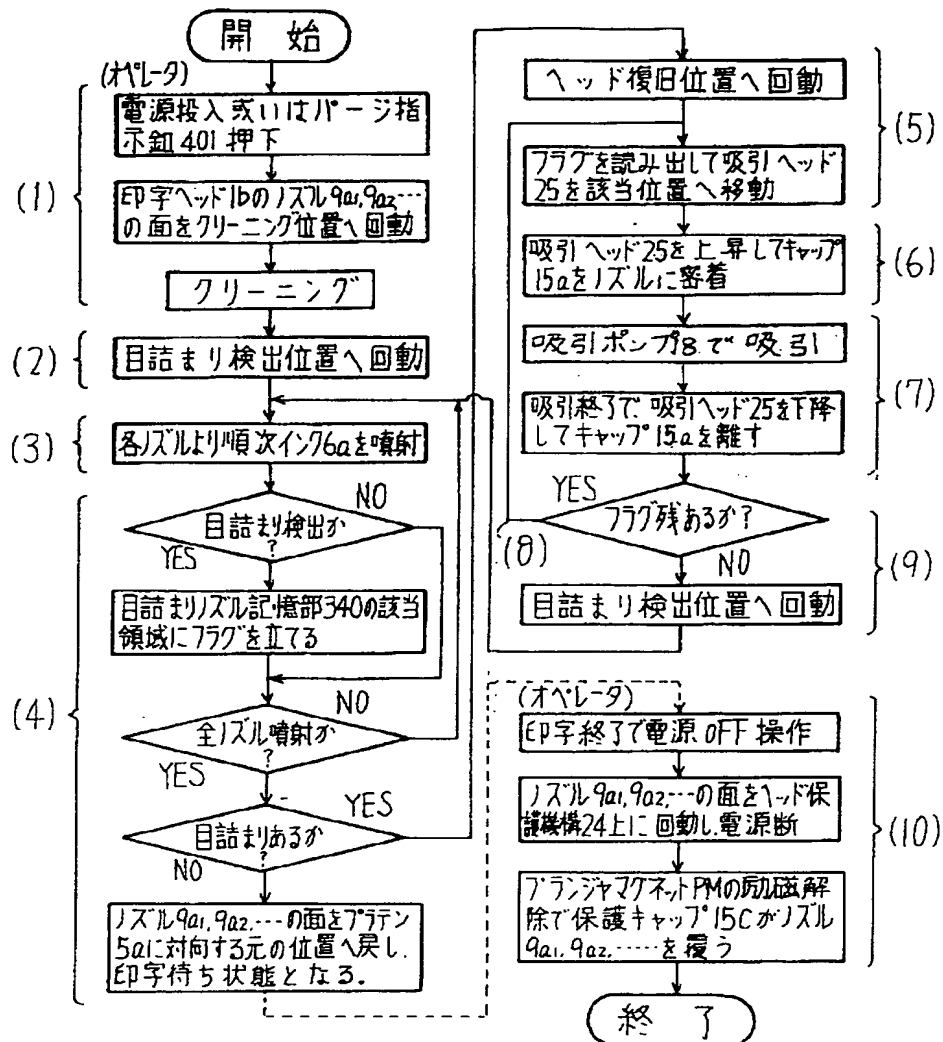 開 始
(オペレータ)
(1)
電源投入或いはパージ指
示釦401押下
印字ヘッド1bのノズル9a1,9a2,……
の面をクリーニング位置へ回動
クリーニング
(2)
目詰まり検出位置へ回動
(3)
各ノズルより順次インク6aを噴射
(4)
目詰まり検出か
?
NO
YES
目詰まりノズル記憶部340の該当
領域にフラグを立てる
全ノズル噴射か
?
NO
YES
目詰まりあるか
?
YES
NO
ノズル9a1,9a2,……の面をプラテン
5aに対向する元の位置へ戻し.
印字待ち状態となる.
ヘッド復旧位置へ回動
(5)
フラグを読み出して吸引ヘッド
25を該当位置へ移動
吸引ヘッド25を上昇してキャップ
15aをノズルに密着
(6)
吸引ポンプ8で吸引
(7)
吸引終了で、吸引ヘッド25を下降
してキャップ15aを離す
YES
フラグ残あるか?
(8)
NO
(9)
目詰まり検出位置へ回動
(オペレータ)
印字終了で電源OFF操作
ノズル9a1,9a2,……の面をヘッド保
護機構24上に回動し、電源断
(10)
プランジャマグネットPMの励磁解
除で保護キャップ15Cがノズル
9a1,9a2,……を覆う
終 了